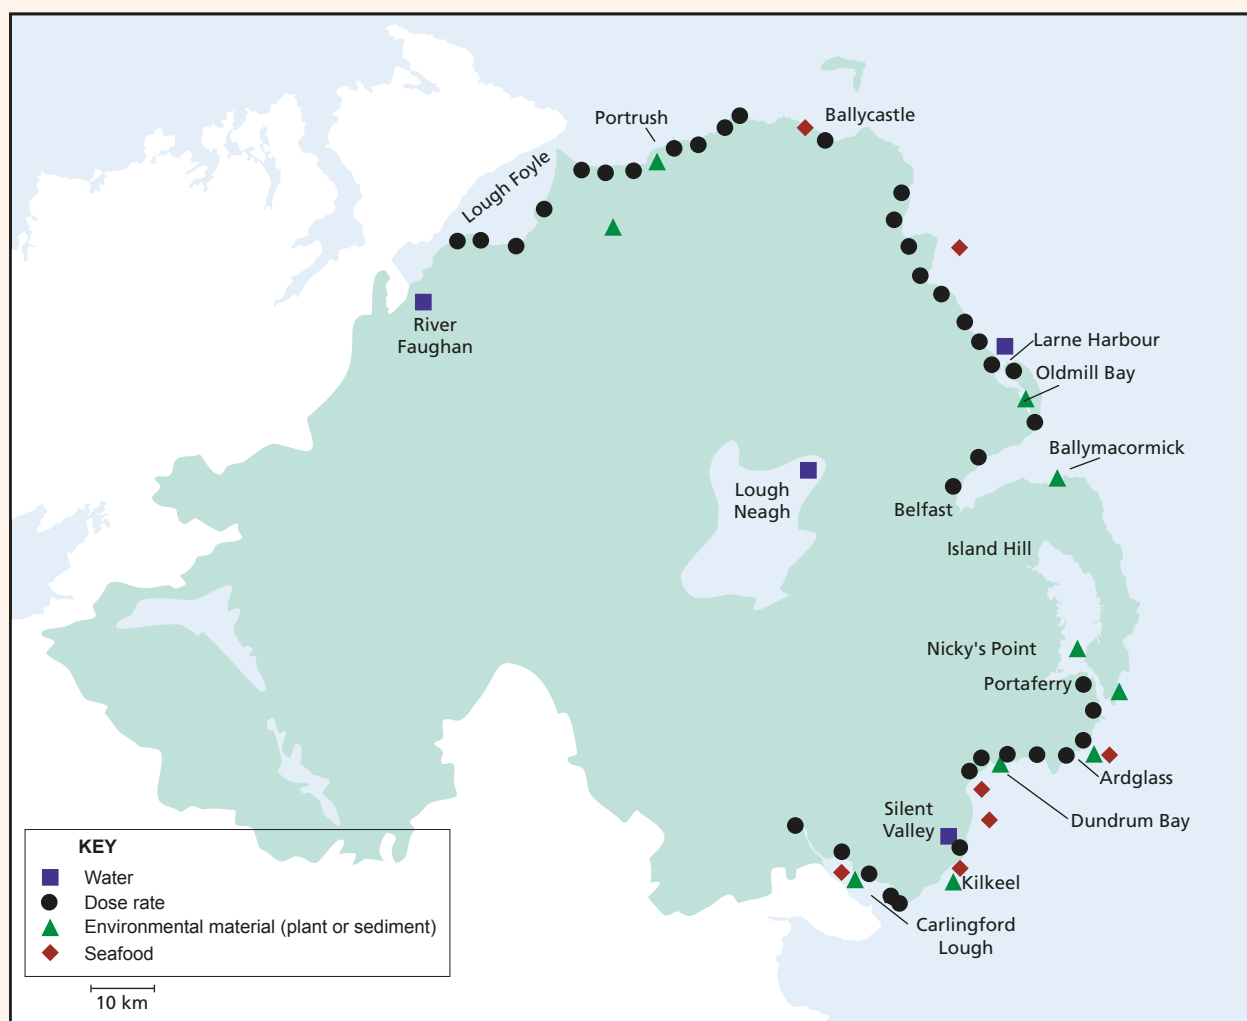 Portrush
Ballycastle
Lough Foyle
River
Faughan
Larne Harbour
Oldmill Bay
Ballymacormick
Lough
Neagh
Belfast
Island Hill
Nicky's Point
Portaferry
Ardglass
Silent
Valley
Dundrum Bay
Kilkeel
Carlingford
Lough
KEY
Water
Dose rate
Environmental material (plant or sediment)
Seafood
10 km